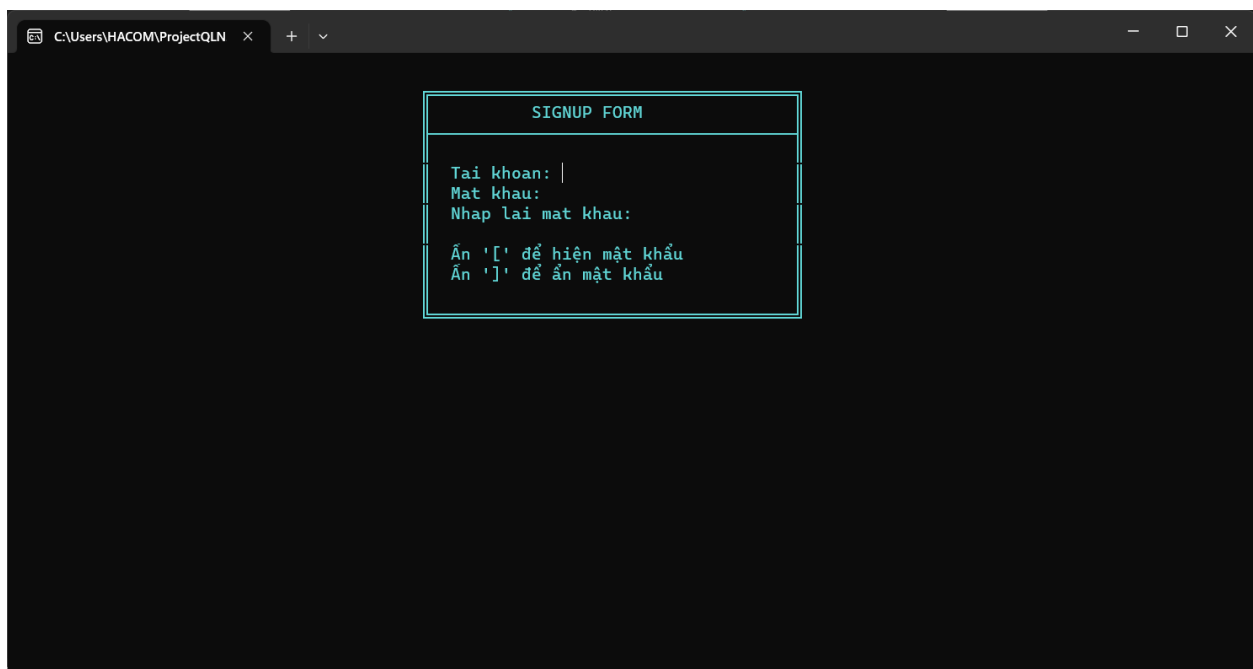 C:\Users\HACOM\ProjectQLN
SIGNUP FORM
Tai khoan:
Mat khau:
Nhap lai mat khau:
Ấn '[' để hiện mật khẩu
Ấn ']' để ẩn mật khẩu